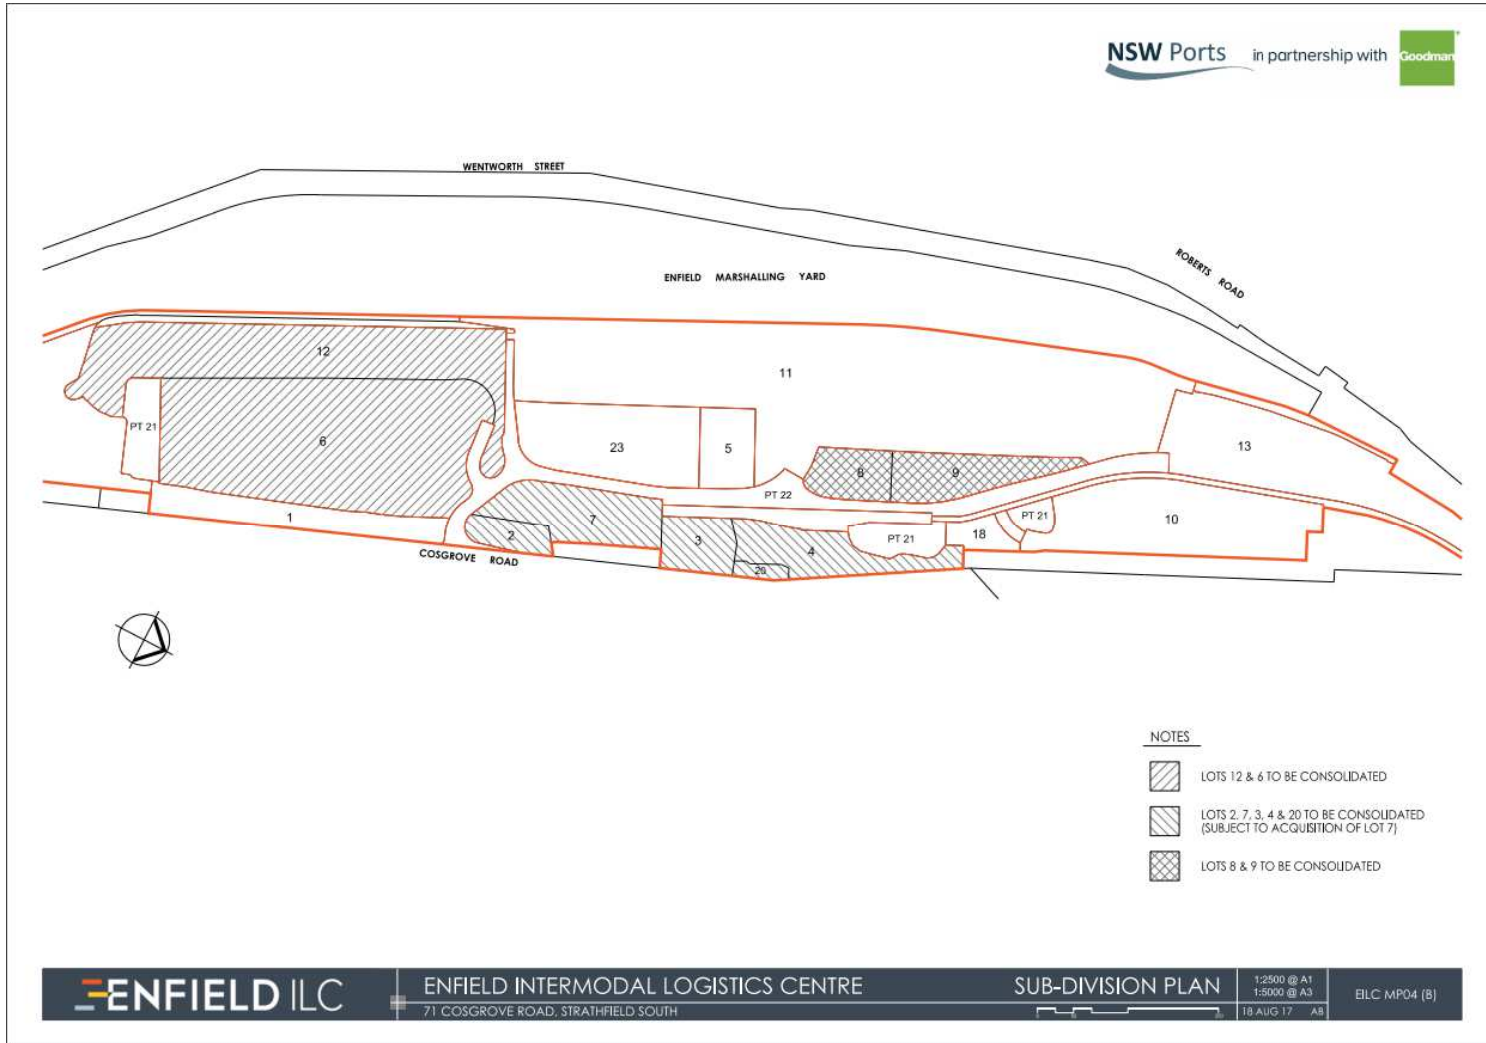 NSW Ports in partnership with Goodman
WENTWORTH STREET
ROBERTS ROAD
ENFIELD MARSHALLING YARD
12
11
PT 21
6
23
5
13
8
9
PT 22
1
7
2
3
4
PT 21
18
PT 21
10
20
COSGROVE ROAD
NOTES
LOTS 12 & 6 TO BE CONSOLIDATED
LOTS 2, 7, 3, 4 & 20 TO BE CONSOLIDATED
(SUBJECT TO ACQUISITION OF LOT 7)
LOTS 8 & 9 TO BE CONSOLIDATED
ENFIELD ILC
ENFIELD INTERMODAL LOGISTICS CENTRE
71 COSGROVE ROAD, STRATHFIELD SOUTH
SUB-DIVISION PLAN
1:2500 @ A1
1:5000 @ A3
18 AUG 17 AB
EILC MP04 (B)